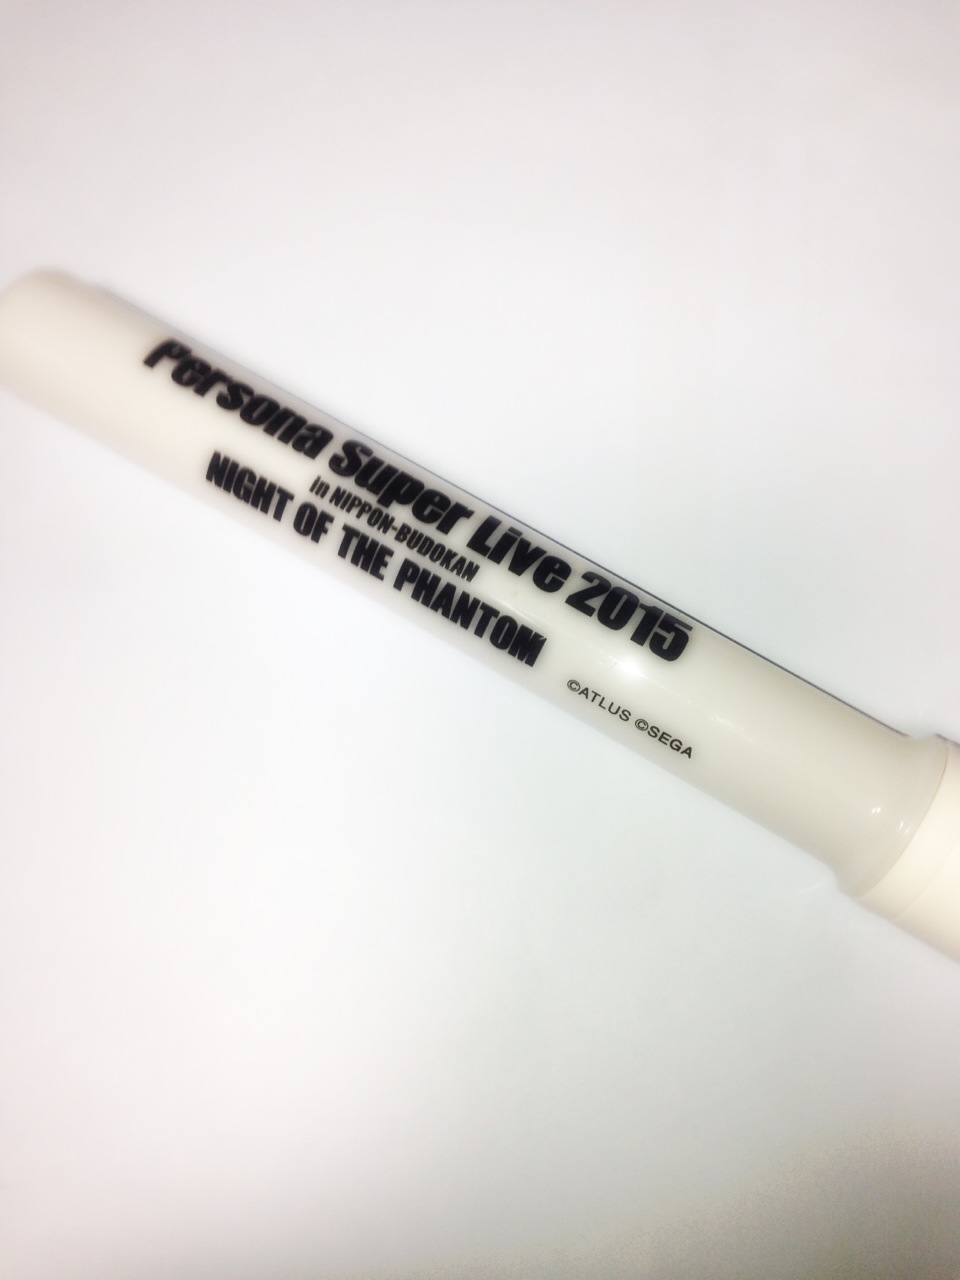 Persona Super Live 2015
in NIPPON-BUDOKAN
NIGHT OF THE PHANTOM
©ATLUS ©SEGA